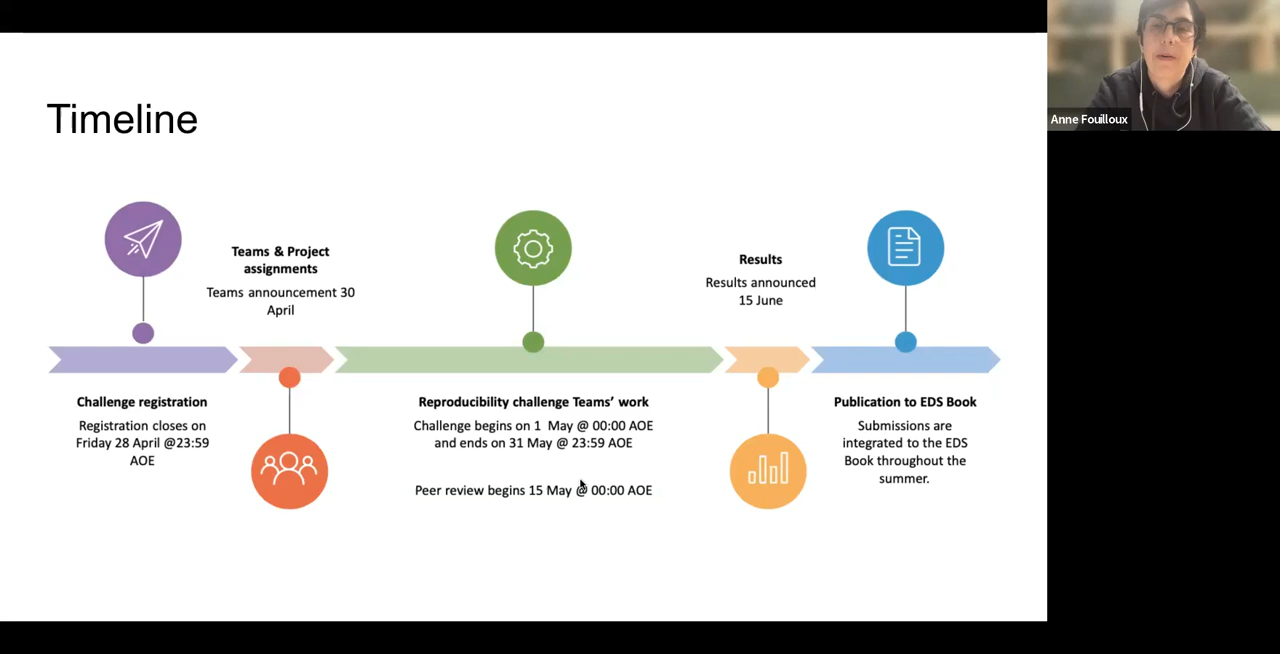 Timeline
Anne Fouilloux
Teams & Project
assignments
Teams announcement 30
April
Results
Results announced
15 June
Challenge registration
Registration closes on
Friday 28 April @23:59
AOE
Reproducibility challenge Teams’ work
Challenge begins on 1 May @ 00:00 AOE
and ends on 31 May @ 23:59 AOE
Peer review begins 15 May @ 00:00 AOE
Publication to EDS Book
Submissions are
integrated to the EDS
Book throughout the
summer.